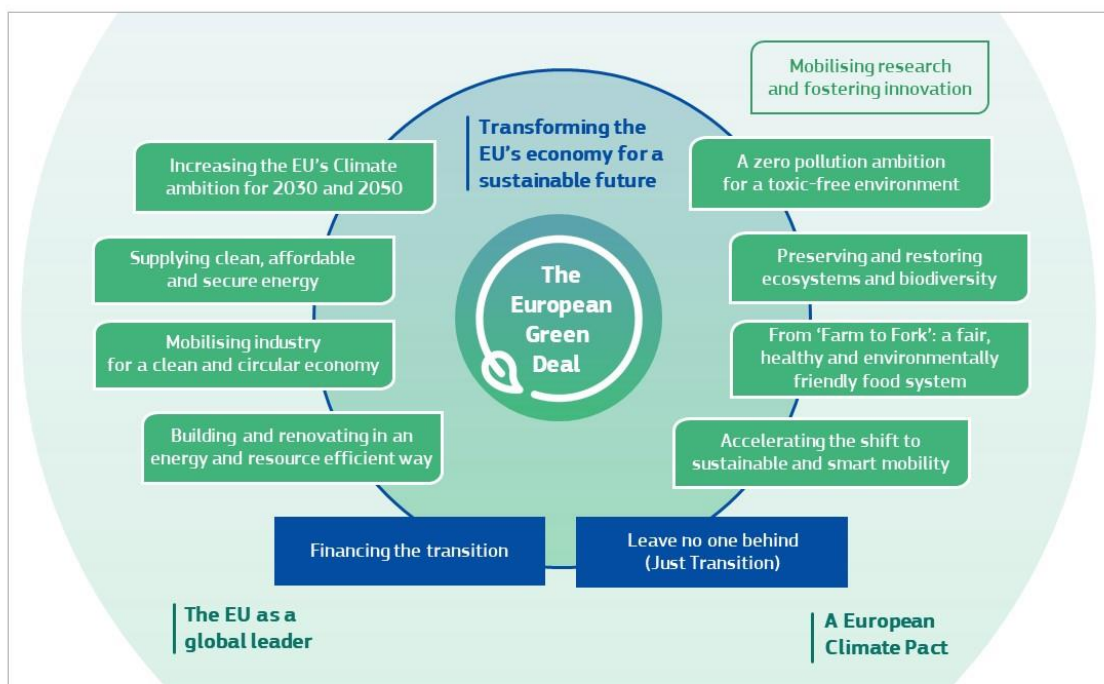 Mobilising research
and fostering innovation
Transforming the
EU's economy for a
sustainable future
Increasing the EU's Climate
ambition for 2030 and 2050
A zero pollution ambition
for a toxic-free environment
Supplying clean, affordable
and secure energy
Preserving and restoring
ecosystems and biodiversity
The
European
Green
Deal
Mobilising industry
for a clean and circular economy
From ‘Farm to Fork’: a fair,
healthy and environmentally
friendly food system
Building and renovating in an
energy and resource efficient way
Accelerating the shift to
sustainable and smart mobility
Financing the transition
Leave no one behind
(Just Transition)
The EU as a
global leader
A European
Climate Pact